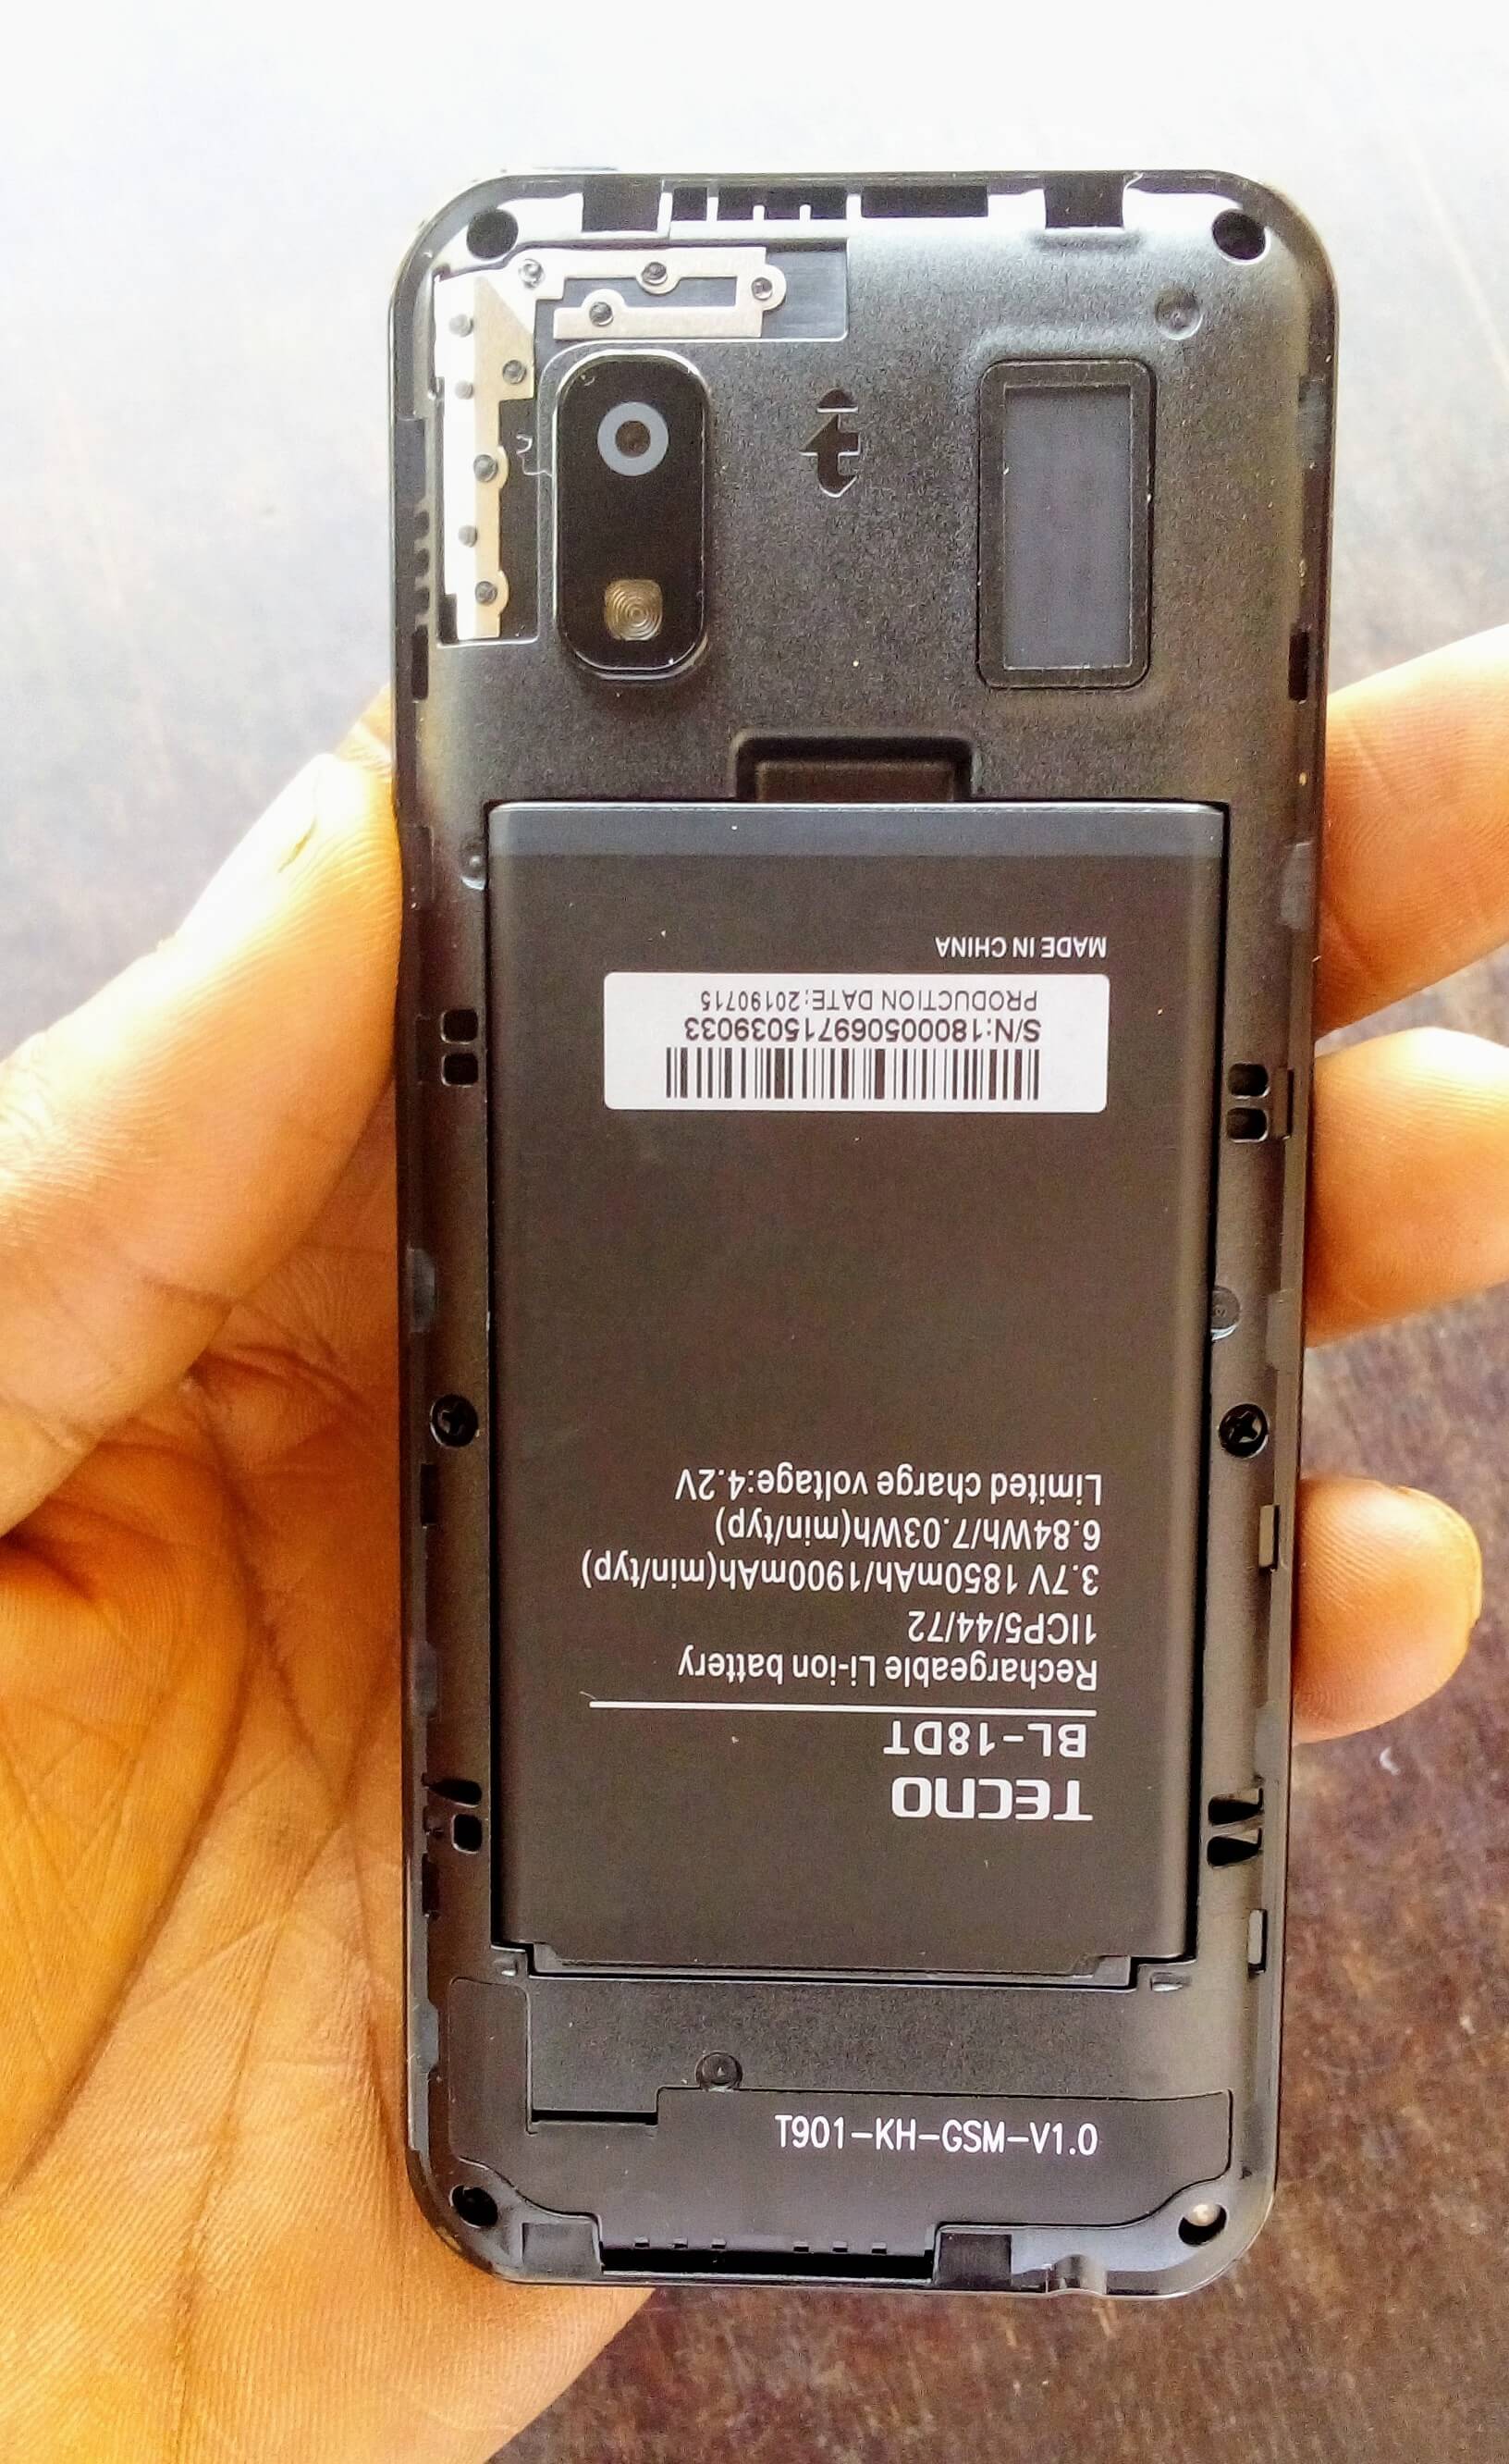 t
MADE IN CHINA
PRODUCTION DATE:20190715
S/N:180005069715039033
Limited charge voltage:4.2V
6.84Wh/7.03Wh(min/typ)
3.7V 1850mAh/1900mAh(min/typ)
1ICP5/44/72
Rechargeable Li-ion battery
BL-18DT
TECNO
T901-KH-GSM-V1.0